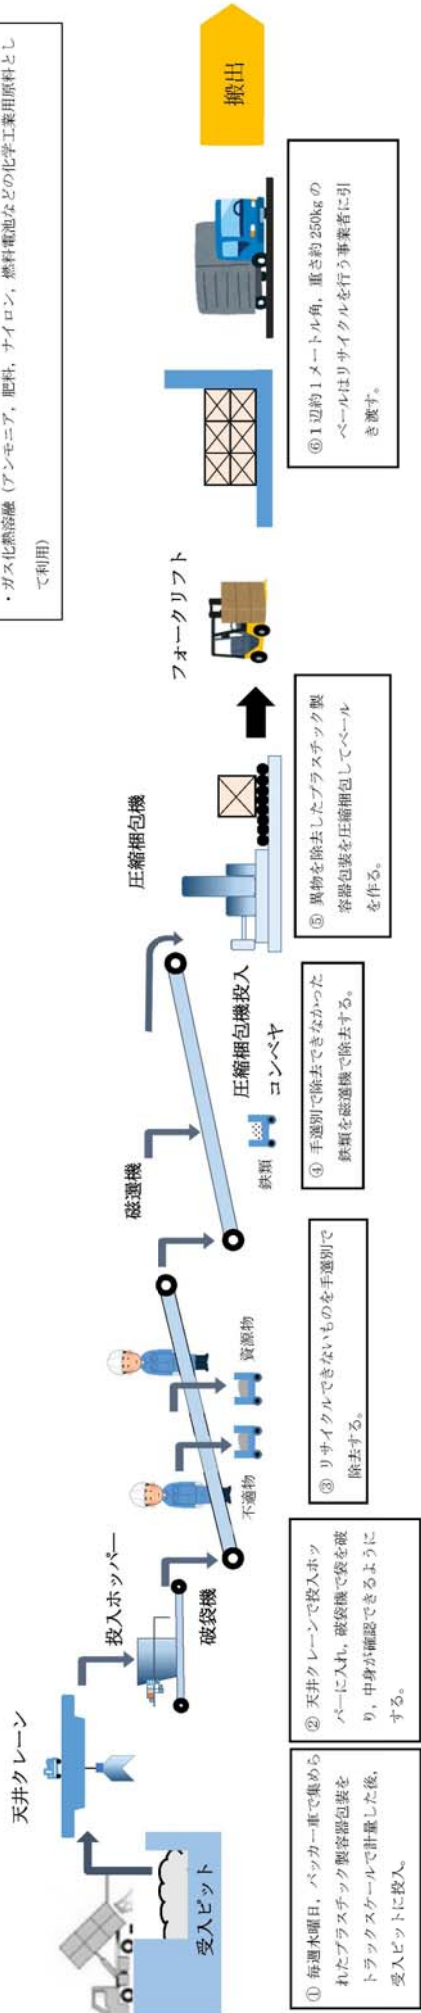 ・ガス化熱溶融（アンモニア，肥料，ナイロン，燃料電池などの化学工業用原料とし
て利用）
天井クレーン
投入ホッパー
破袋機
受入ピット
不適物
資源物
磁選機
鉄類
圧縮梱包機投入
コンベヤ
圧縮梱包機
フォークリフト
搬出
① 毎週水曜日，パッカー車で集めら
れたプラスチック製容器包装を
トラックスケールで計量した後，
受入ピットに投入。
② 天井クレーンで投入ホッ
パーに入れ，破袋機で袋を破
り，中身が確認できるように
する。
③ リサイクルできないものを手選別で
除去する。
④ 手選別で除去できなかった
鉄類を磁選機で除去する。
⑤ 異物を除去したプラスチック製
容器包装を圧縮梱包してベール
を作る。
⑥1辺約1メートル角，重さ約250kgの
ベールはリサイクルを行う事業者に引
き渡す。